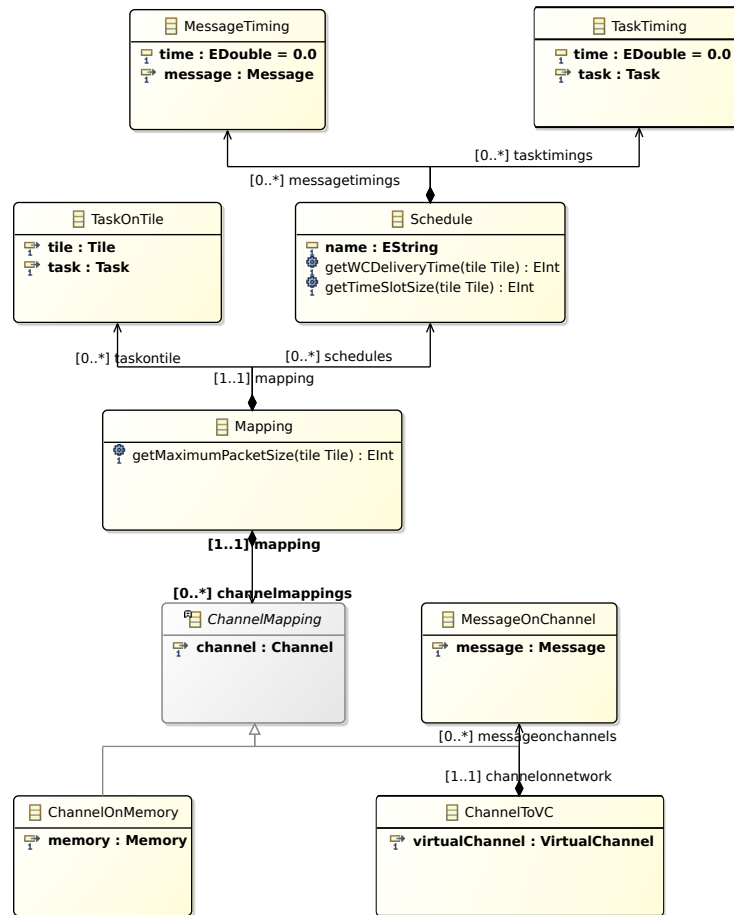 MessageTiming
time : EDouble = 0.0
message : Message
TaskTiming
time : EDouble = 0.0
task : Task
[0..*] tasktimings
[0..*] messagetimings
TaskOnTile
tile : Tile
task : Task
Schedule
name : EString
getWCDeliveryTime(tile Tile) : EInt
getTimeSlotSize(tile Tile) : EInt
[0..*] taskontile
[0..*] schedules
[1..1] mapping
Mapping
getMaximumPacketSize(tile Tile) : EInt
[1..1] mapping
[0..*] channelmappings
ChannelMapping
channel : Channel
MessageOnChannel
message : Message
[0..*] messageonchannels
[1..1] channelonnetwork
ChannelOnMemory
memory : Memory
ChannelToVC
virtualChannel : VirtualChannel